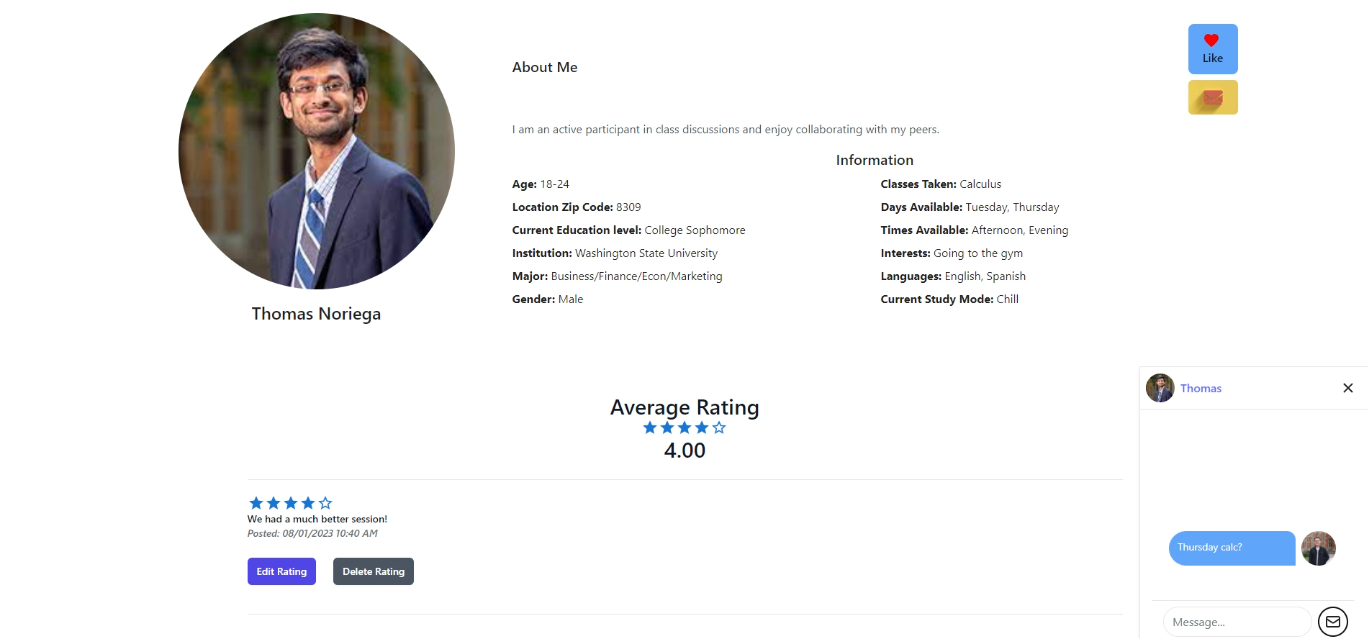 Like
About Me
I am an active participant in class discussions and enjoy collaborating with my peers.
Information
Age: 18-24
Location Zip Code: 8309
Current Education level: College Sophomore
Institution: Washington State University
Major: Business/Finance/Econ/Marketing
Gender: Male
Classes Taken: Calculus
Days Available: Tuesday, Thursday
Times Available: Afternoon, Evening
Interests: Going to the gym
Languages: English, Spanish
Current Study Mode: Chill
Thomas Noriega
Average Rating
4.00
We had a much better session!
Posted: 08/01/2023 10:40 AM
Edit Rating
Delete Rating
Thomas
Thursday calc?
Message...